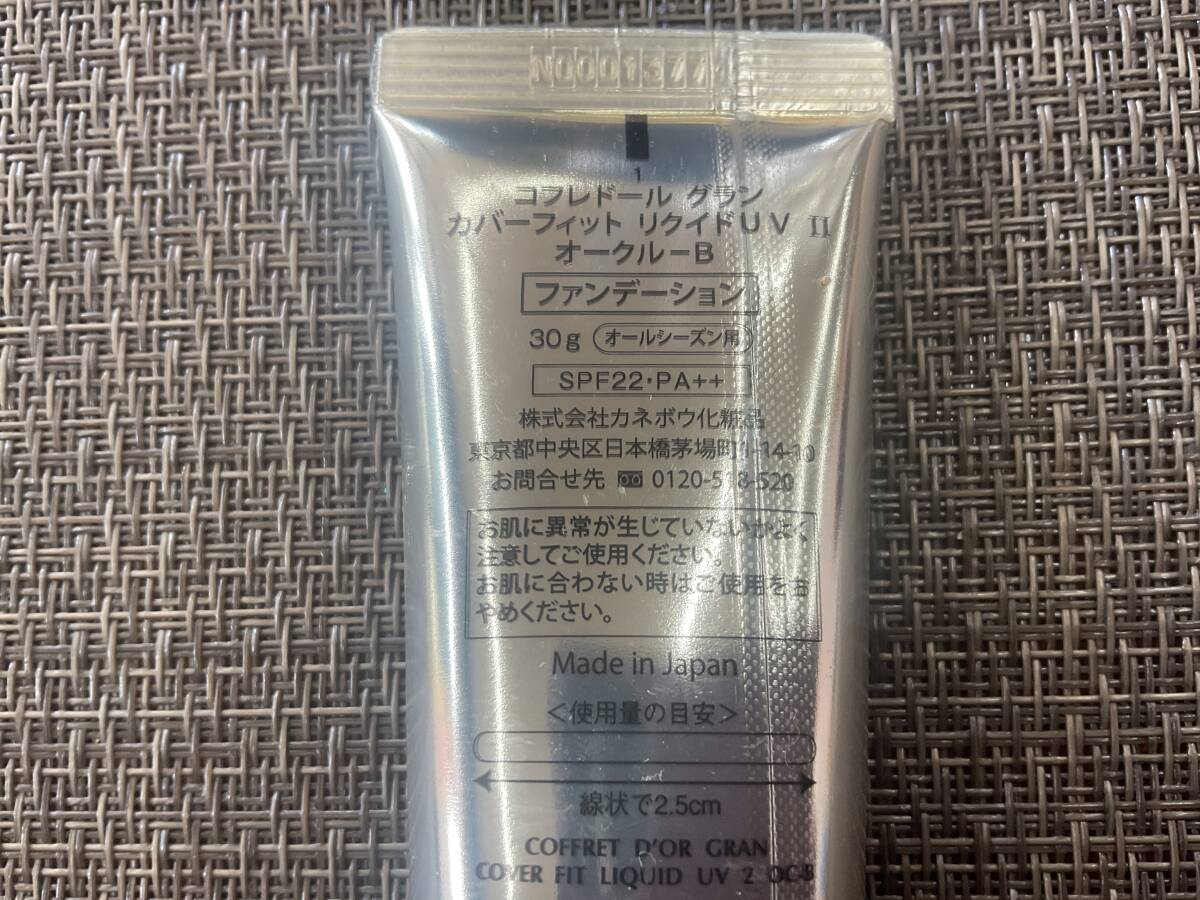 N0001377
1
コフレドール グラン
カバーフィット リクイドUV II
オークル-B
ファンデーション
30g オールシーズン用
SPF22・PA++
株式会社カネボウ化粧品
東京都中央区日本橋茅場町1-14-10
お問合せ先 0120-518-520
お肌に異常が生じていないかよく
注意してご使用ください。
お肌に合わない時はご使用をお
やめください。
Made in Japan
<使用量の目安>
線状で2.5cm
COFFRET D'OR GRAN
COVER FIT LIQUID UV 2 OC-B